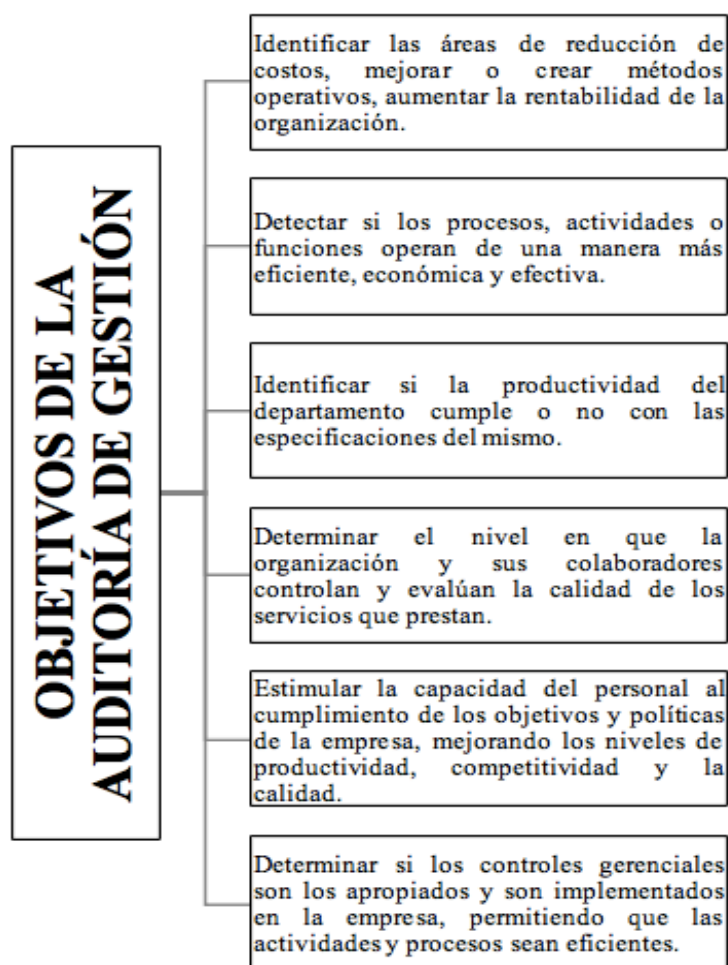 OBJETIVOS DE LA
AUDITORÍA DE GESTIÓN
Identificar las áreas de reducción de
costos, mejorar o crear métodos
operativos, aumentar la rentabilidad de la
organización.
Detectar si los procesos, actividades o
funciones operan de una manera más
eficiente, económica y efectiva.
Identificar si la productividad del
departamento cumple o no con las
especificaciones del mismo.
Determinar el nivel en que la
organización y sus colaboradores
controlan y evalúan la calidad de los
servicios que prestan.
Estimular la capacidad del personal al
cumplimiento de los objetivos y políticas
de la empresa, mejorando los niveles de
productividad, competitividad y la
calidad.
Determinar si los controles gerenciales
son los apropiados y son implementados
en la empresa, permitiendo que las
actividades y procesos sean eficientes.